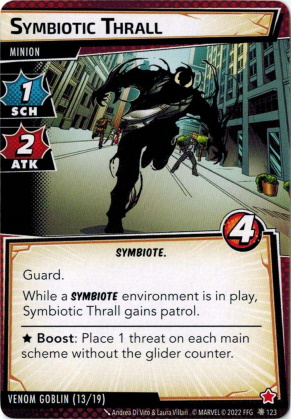 SYMBIOTIC THRALL
MINION
1
SCH
2
ATK
4
SYMBIOTE.
Guard.
While a SYMBIOTE environment is in play,
Symbiotic Thrall gains patrol.
★ Boost: Place 1 threat on each main
scheme without the glider counter.
VENOM GOBLIN (13/19)
Andrea Di Vito & Laura Villari . © MARVEL © 2022 FFG 123